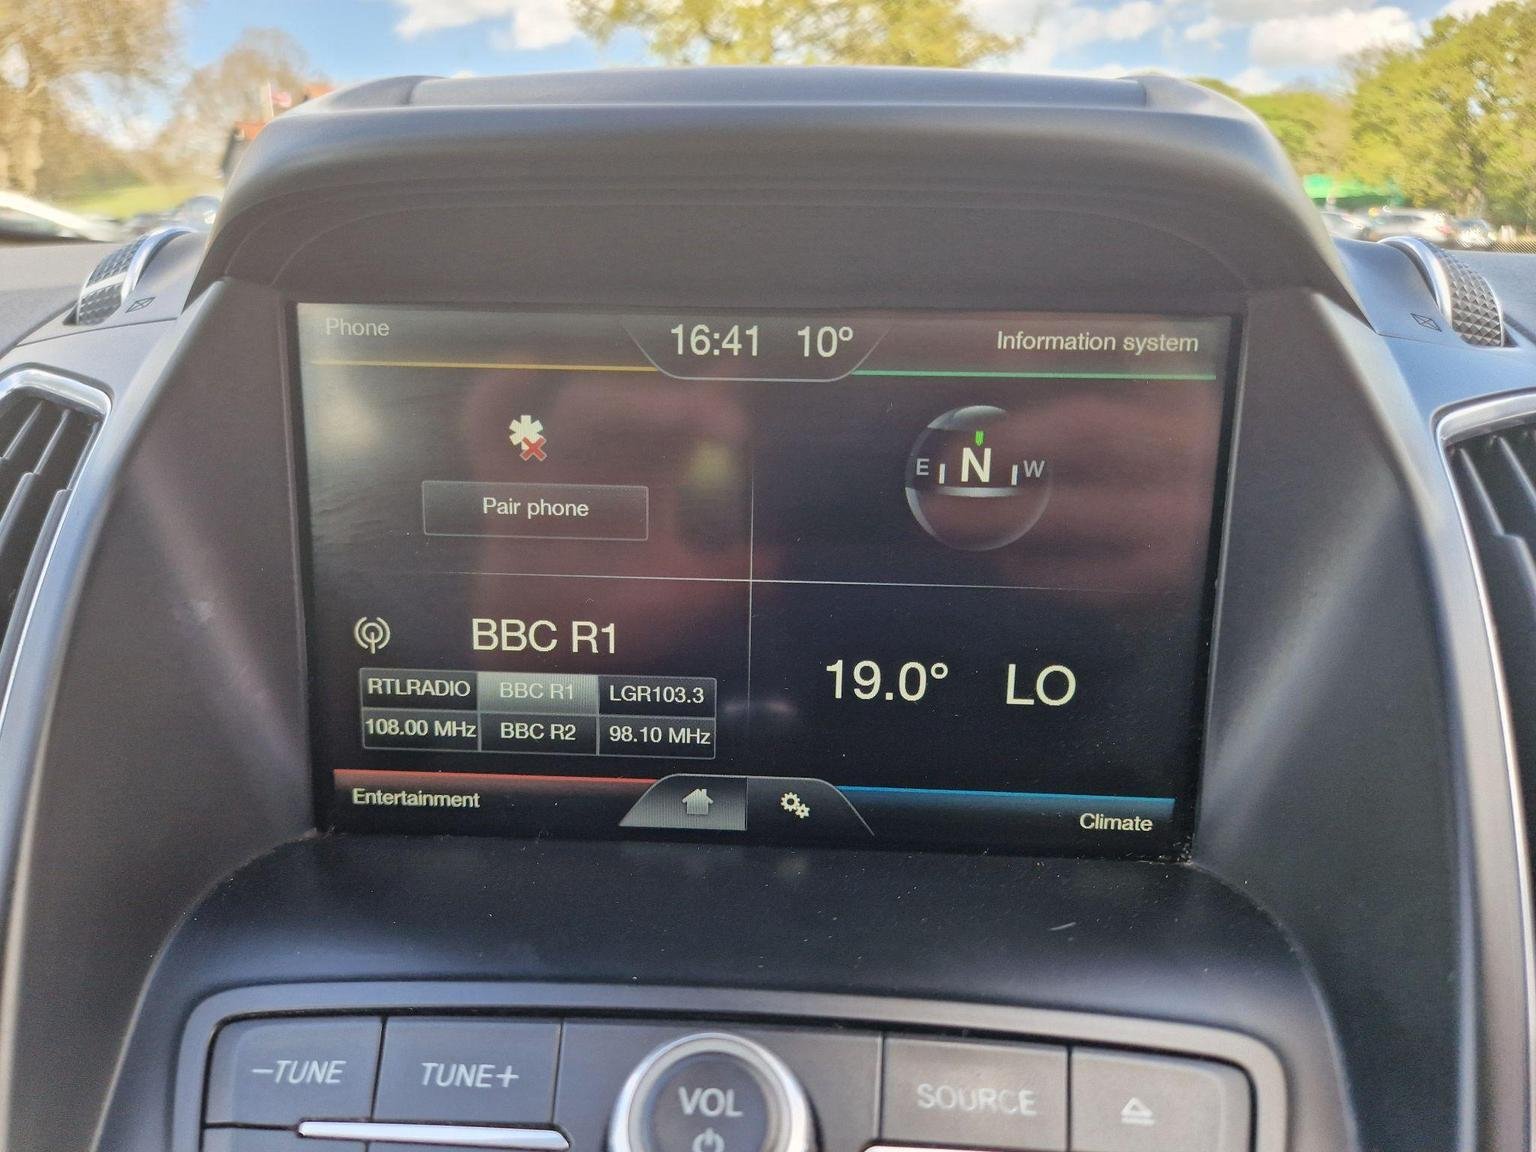 Phone
16:41 10°
Information system
Pair phone
E N W
BBC R1
RTLRADIO BBC R1 LGR103.3
108.00 MHz BBC R2 98.10 MHz
19.0° LO
Entertainment
Climate
–TUNE TUNE+ VOL SOURCE